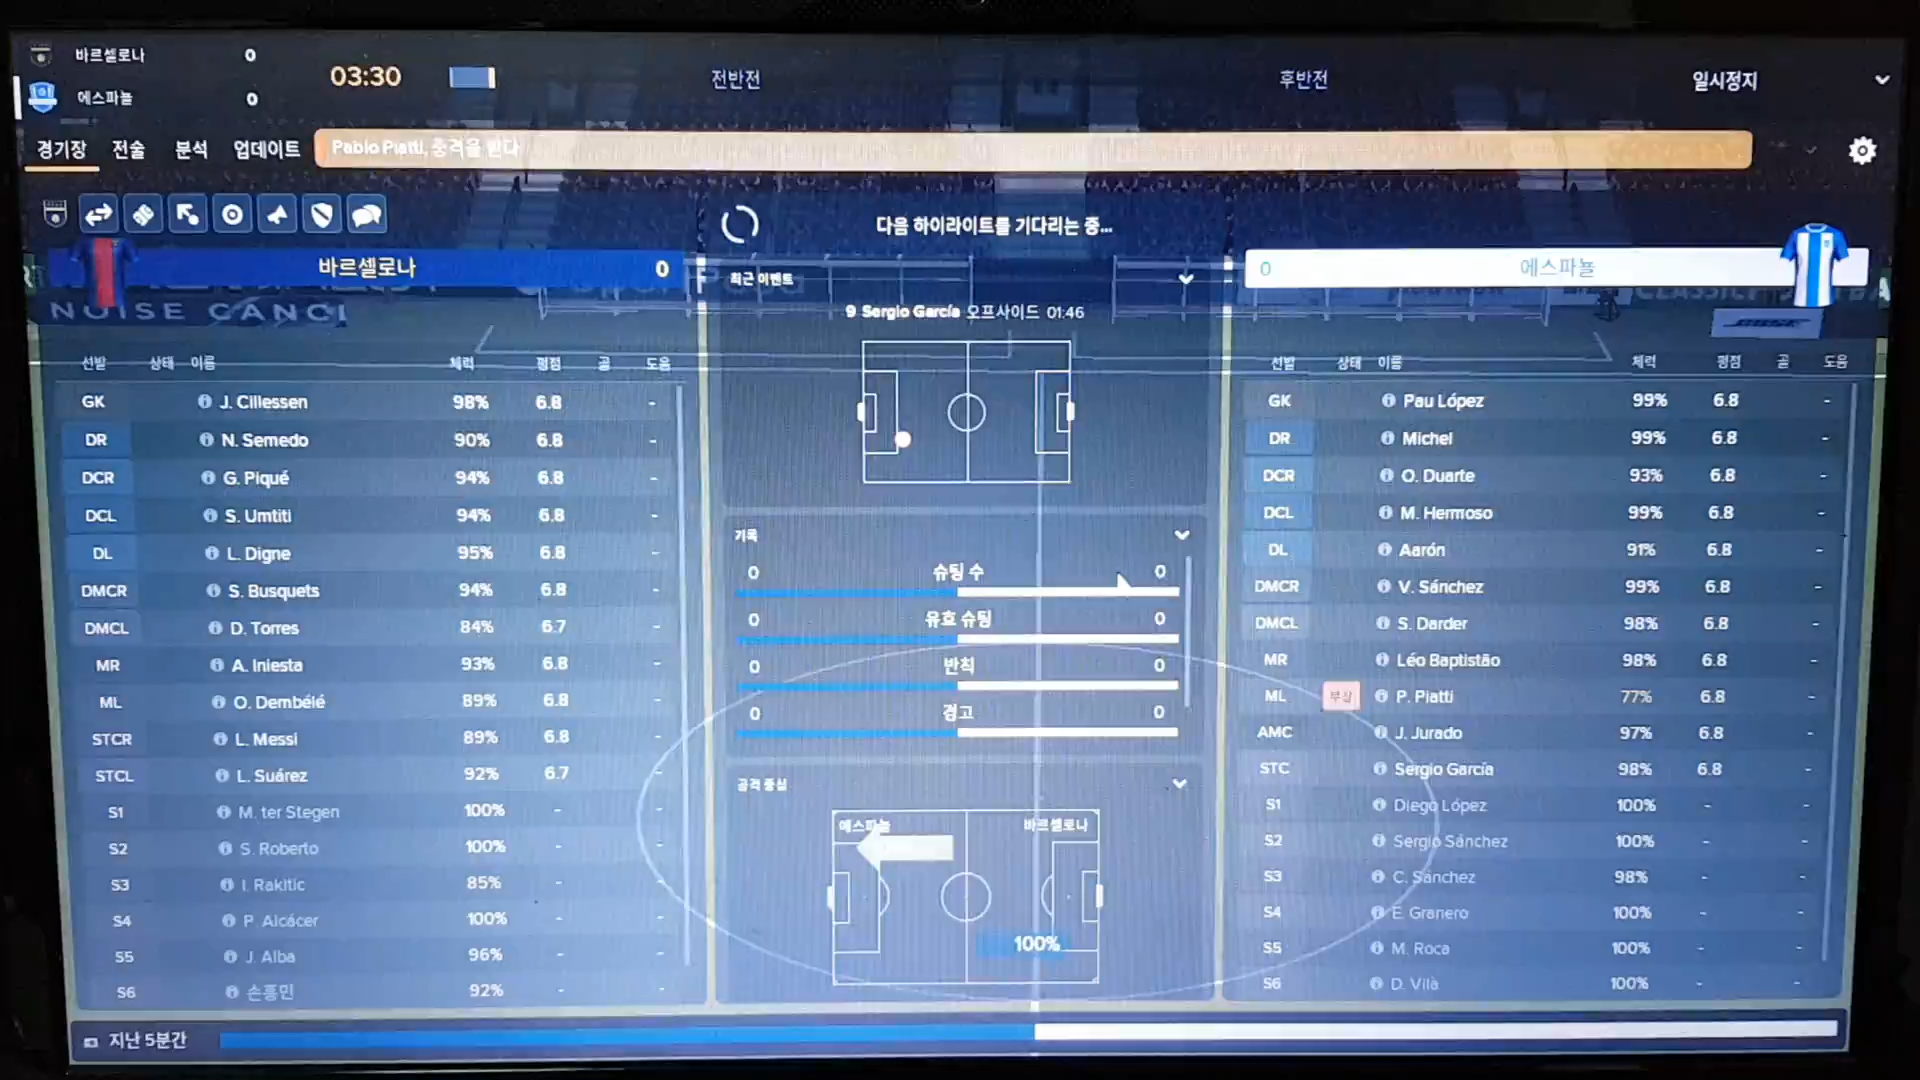 바르셀로나 0
에스파뇰 0
03:30
전반전
후반전
일시정지
경기장 전술 분석 업데이트
Pablo Piatti, 충격을 받다
다음 하이라이트를 기다리는 중...
바르셀로나 0
0 에스파뇰
NOISE CANCI
BOSE
최근 이벤트
9 Sergio García 오프사이드 01:46
선발 상태 이름 체력 평점 골 도움
GK J. Cillessen 98% 6.8 -
DR N. Semedo 90% 6.8 -
DCR G. Piqué 94% 6.8 -
DCL S. Umtiti 94% 6.8 -
DL L. Digne 95% 6.8 -
DMCR S. Busquets 94% 6.8 -
DMCL D. Torres 84% 6.7 -
MR A. Iniesta 93% 6.8 -
ML O. Dembélé 89% 6.8 -
STCR L. Messi 89% 6.8 -
STCL L. Suárez 92% 6.7 -
S1 M. ter Stegen 100% - -
S2 S. Roberto 100% - -
S3 I. Rakitic 85% - -
S4 P. Alcácer 100% - -
S5 J. Alba 96% - -
S6 손흥민 92% - -
기록
0 슈팅 수 0
0 유효 슈팅 0
0 반칙 0
0 경고 0
공격 중심
에스파뇰 바르셀로나
100%
선발 상태 이름 체력 평점 골 도움
GK Pau López 99% 6.8 -
DR Michel 99% 6.8 -
DCR O. Duarte 93% 6.8 -
DCL M. Hermoso 99% 6.8 -
DL Aarón 91% 6.8 -
DMCR V. Sánchez 99% 6.8 -
DMCL S. Darder 98% 6.8 -
MR Léo Baptistão 98% 6.8 -
ML 부상 P. Piatti 77% 6.8 -
AMC J. Jurado 97% 6.8 -
STC Sergio García 98% 6.8 -
S1 Diego López 100% - -
S2 Sergio Sánchez 100% - -
S3 C. Sánchez 98% - -
S4 E. Granero 100% - -
S5 M. Roca 100% - -
S6 D. Vilà 100% - -
지난 5분간